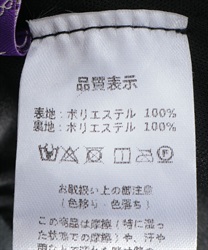 品質表示
表地：ポリエステル 100%
裏地：ポリエステル 100%
お取扱い上の御注意
（色移り・色落ち）
この商品は摩擦（特に湿っ
た状態での摩擦）や、汗や